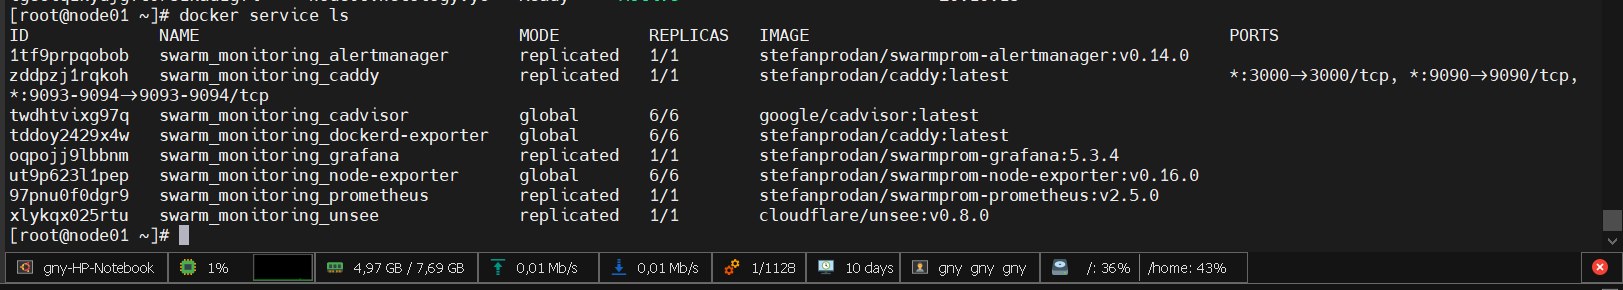 [root@node01 ~]# docker service ls
ID NAME MODE REPLICAS IMAGE PORTS
1tf9prpqobob swarm_monitoring_alertmanager replicated 1/1 stefanprodan/swarmprom-alertmanager:v0.14.0
zddpzj1rqkoh swarm_monitoring_caddy replicated 1/1 stefanprodan/caddy:latest *:3000->3000/tcp, *:9090->9090/tcp,
*:9093-9094->9093-9094/tcp
twdhtvixg97q swarm_monitoring_cadvisor global 6/6 google/cadvisor:latest
tddoy2429x4w swarm_monitoring_dockerd-exporter global 6/6 stefanprodan/caddy:latest
oqpojj9lbbnm swarm_monitoring_grafana replicated 1/1 stefanprodan/swarmprom-grafana:5.3.4
ut9p623l1pep swarm_monitoring_node-exporter global 6/6 stefanprodan/swarmprom-node-exporter:v0.16.0
97pnu0f0dgr9 swarm_monitoring_prometheus replicated 1/1 stefanprodan/swarmprom-prometheus:v2.5.0
xlykqx025rtu swarm_monitoring_unsee replicated 1/1 cloudflare/unsee:v0.8.0
[root@node01 ~]#
gny-HP-Notebook 1% 4,97 GB / 7,69 GB 0,01 Mb/s 0,01 Mb/s 1/1128 10 days gny gny gny /: 36% /home: 43%